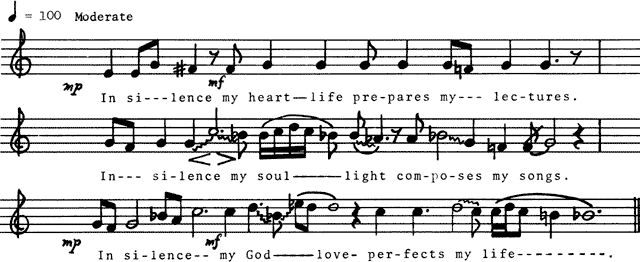 ♩ = 100 Moderate
mp mf
In si---lence my heart—life pre-pares my--- lec-tures.
In--- si-lence my soul———light com-po-ses my songs.
mp mf
In si-lence-- my God———love- per-fects my life----------.